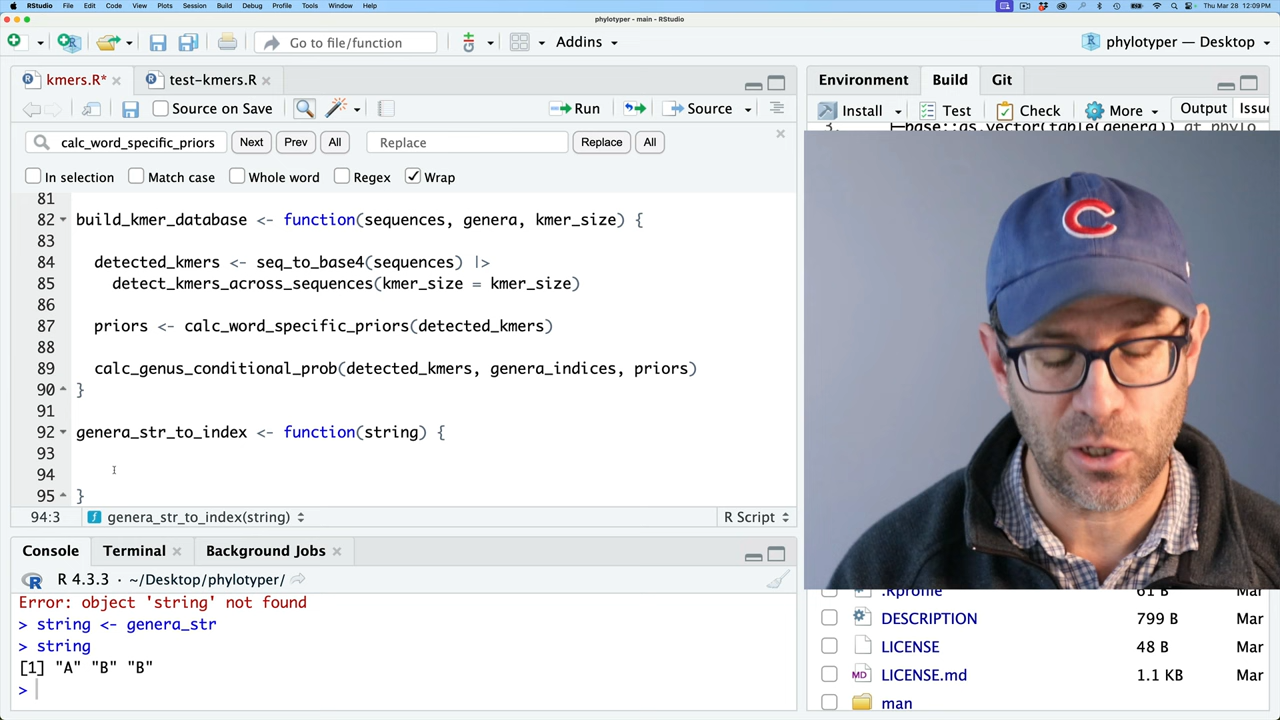 RStudio File Edit Code View Plots Session Build Debug Profile Tools Window Help Thu Mar 28 12:09 PM
phylotyper - main - RStudio
Go to file/function Addins phylotyper — Desktop
kmers.R* test-kmers.R Environment Build Git
Source on Save Run Source Install Test Check More Output Issue
calc_word_specific_priors Next Prev All Replace Replace All
3. base::as.vector(table(genera)) at phylo
In selection Match case Whole word Regex Wrap
81
82 build_kmer_database <- function(sequences, genera, kmer_size) {
83
84 detected_kmers <- seq_to_base4(sequences) |>
85 detect_kmers_across_sequences(kmer_size = kmer_size)
86
87 priors <- calc_word_specific_priors(detected_kmers)
88
89 calc_genus_conditional_prob(detected_kmers, genera_indices, priors)
90 }
91
92 genera_str_to_index <- function(string) {
93
94
95 }
94:3 genera_str_to_index(string) R Script
Console Terminal Background Jobs
R 4.3.3 · ~/Desktop/phylotyper/
Error: object 'string' not found
> string <- genera_str
> string
[1] "A" "B" "B"
>
C
.Rprofile 61 B Mar
DESCRIPTION 799 B Mar
LICENSE 48 B Mar
LICENSE.md 1.1 KB Mar
man